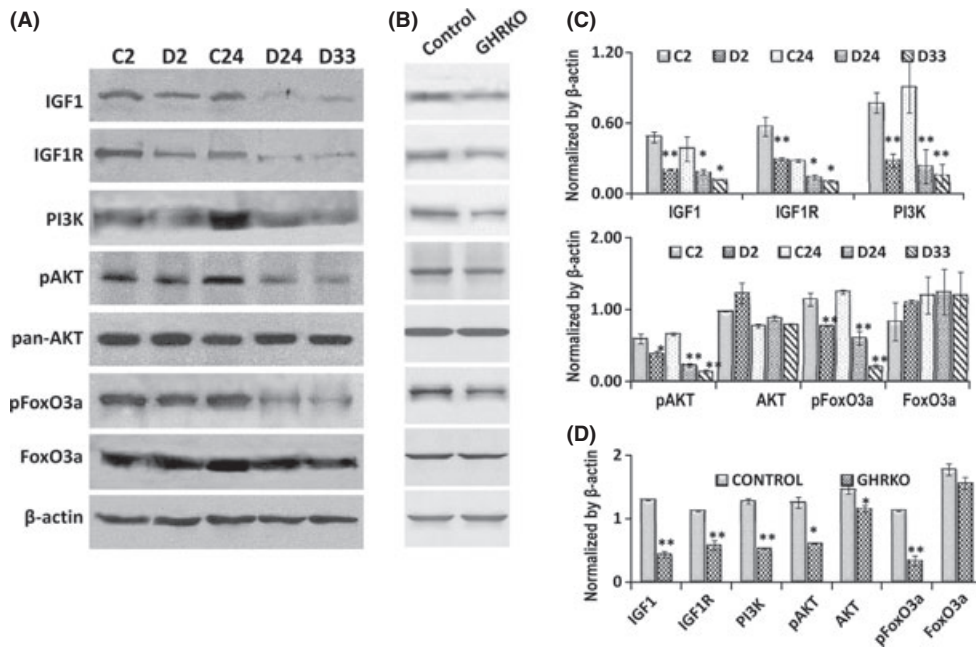 (A)
C2 D2 C24 D24 D33
IGF1
IGF1R
PI3K
pAKT
pan-AKT
pFoxO3a
FoxO3a
β-actin
(B)
Control GHRKO
(C)
Normalized by β-actin
1.20
0.60
0.00
C2 D2 C24 D24 D33
** * *
** * *
** ** **
IGF1 IGF1R PI3K
Normalized by β-actin
2.00
1.00
0.00
C2 D2 C24 D24 D33
* ** **
** ** **
pAKT AKT pFoxO3a FoxO3a
(D)
Normalized by β-actin
2
1
0
CONTROL GHRKO
** ** ** * * **
IGF1 IGF1R PI3K pAKT AKT pFoxO3a FoxO3a